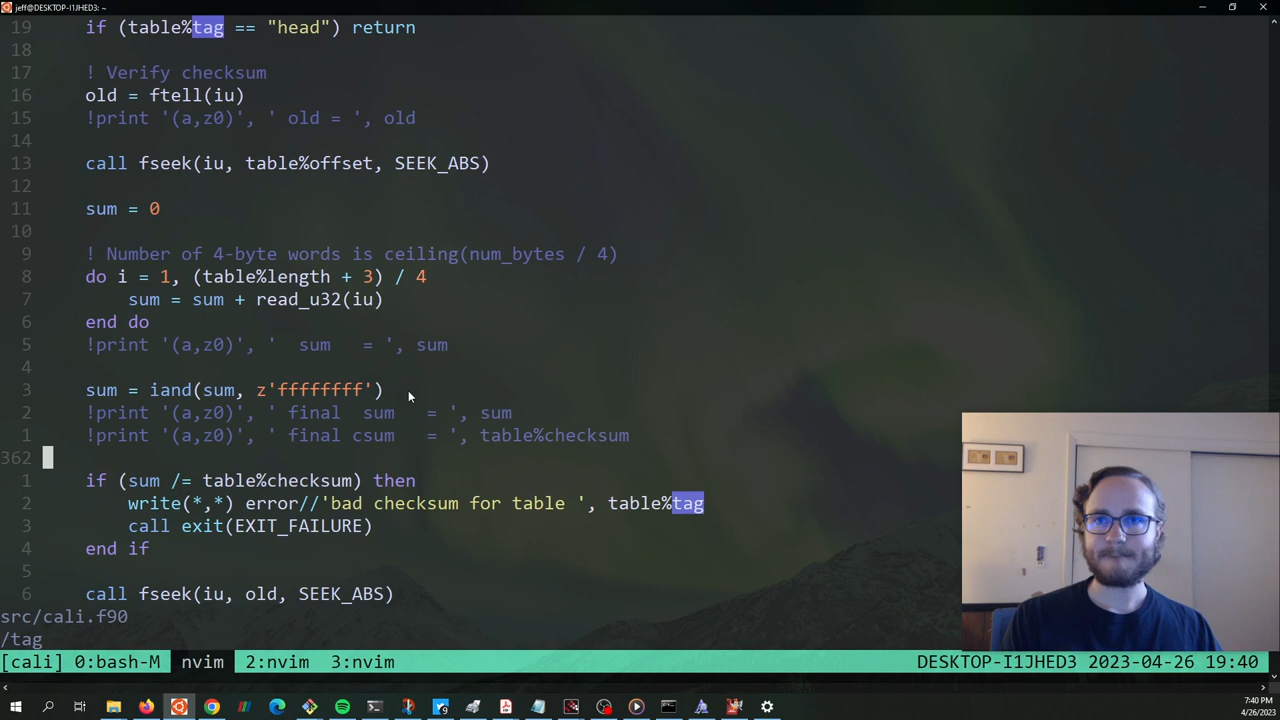 jeff@DESKTOP-I1JHED3: ~
19 if (table%tag == "head") return
18
17 ! Verify checksum
16 old = ftell(iu)
15 !print '(a,z0)', ' old = ', old
14
13 call fseek(iu, table%offset, SEEK_ABS)
12
11 sum = 0
10
9 ! Number of 4-byte words is ceiling(num_bytes / 4)
8 do i = 1, (table%length + 3) / 4
7 sum = sum + read_u32(iu)
6 end do
5 !print '(a,z0)', '  sum   = ', sum
4
3 sum = iand(sum, z'ffffffff')
2 !print '(a,z0)', ' final  sum   = ', sum
1 !print '(a,z0)', ' final csum   = ', table%checksum
362
1 if (sum /= table%checksum) then
2 write(*,*) error//'bad checksum for table ', table%tag
3 call exit(EXIT_FAILURE)
4 end if
5
6 call fseek(iu, old, SEEK_ABS)
src/cali.f90
/tag
[cali] 0:bash-M nvim 2:nvim 3:nvim DESKTOP-I1JHED3 2023-04-26 19:40
7:40 PM
4/26/2023